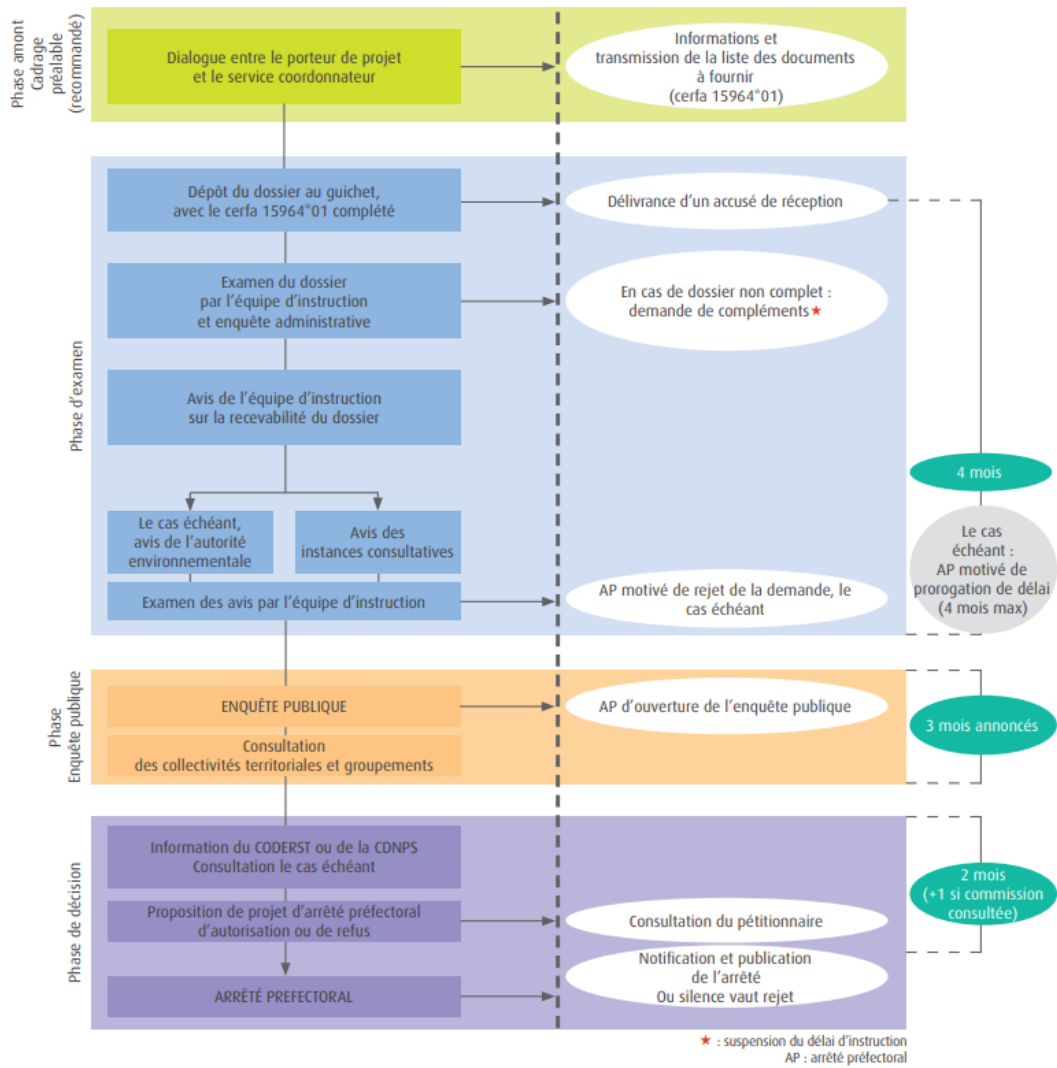 Phase amont
Cadrage
préalable
(recommandé)
Dialogue entre le porteur de projet
et le service coordonnateur
Informations et
transmission de la liste des documents
à fournir
(cerfa 15964*01)
Phase d'examen
Dépôt du dossier au guichet,
avec le cerfa 15964*01 complété
Délivrance d'un accusé de réception
Examen du dossier
par l'équipe d'instruction
et enquête administrative
En cas de dossier non complet :
demande de compléments★
Avis de l'équipe d'instruction
sur la recevabilité du dossier
Le cas échéant,
avis de l'autorité
environnementale
Avis des
instances consultatives
Examen des avis par l'équipe d'instruction
AP motivé de rejet de la demande, le
cas échéant
4 mois
Le cas
échéant :
AP motivé de
prorogation de délai
(4 mois max)
Phase
Enquête publique
ENQUÊTE PUBLIQUE
AP d'ouverture de l'enquête publique
Consultation
des collectivités territoriales et groupements
3 mois annoncés
Phase de décision
Information du CODERST ou de la CDNPS
Consultation le cas échéant
Proposition de projet d'arrêté préfectoral
d'autorisation ou de refus
Consultation du pétitionnaire
2 mois
(+1 si commission
consultée)
ARRÊTÉ PREFECTORAL
Notification et publication
de l'arrêté
Ou silence vaut rejet
★ : suspension du délai d'instruction
AP : arrêté préfectoral